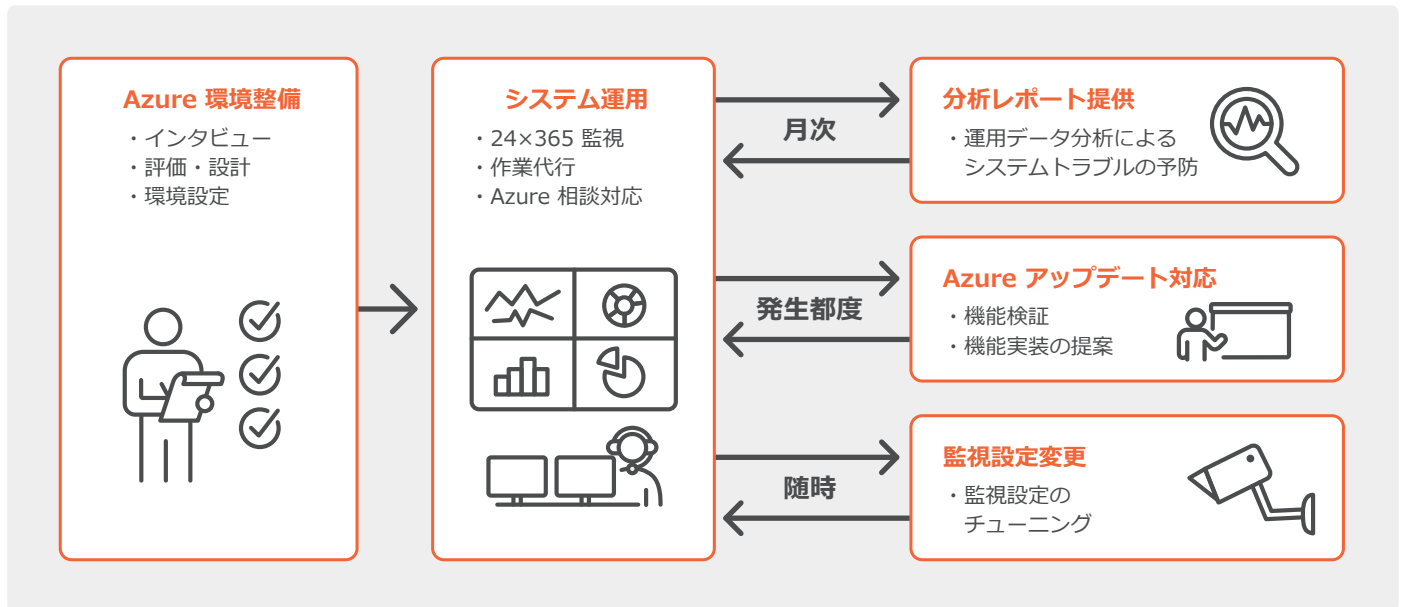 Azure 環境整備
・インタビュー
・評価・設計
・環境設定
システム運用
・24×365 監視
・作業代行
・Azure 相談対応
月次
分析レポート提供
・運用データ分析による
システムトラブルの予防
発生都度
Azure アップデート対応
・機能検証
・機能実装の提案
随時
監視設定変更
・監視設定の
チューニング